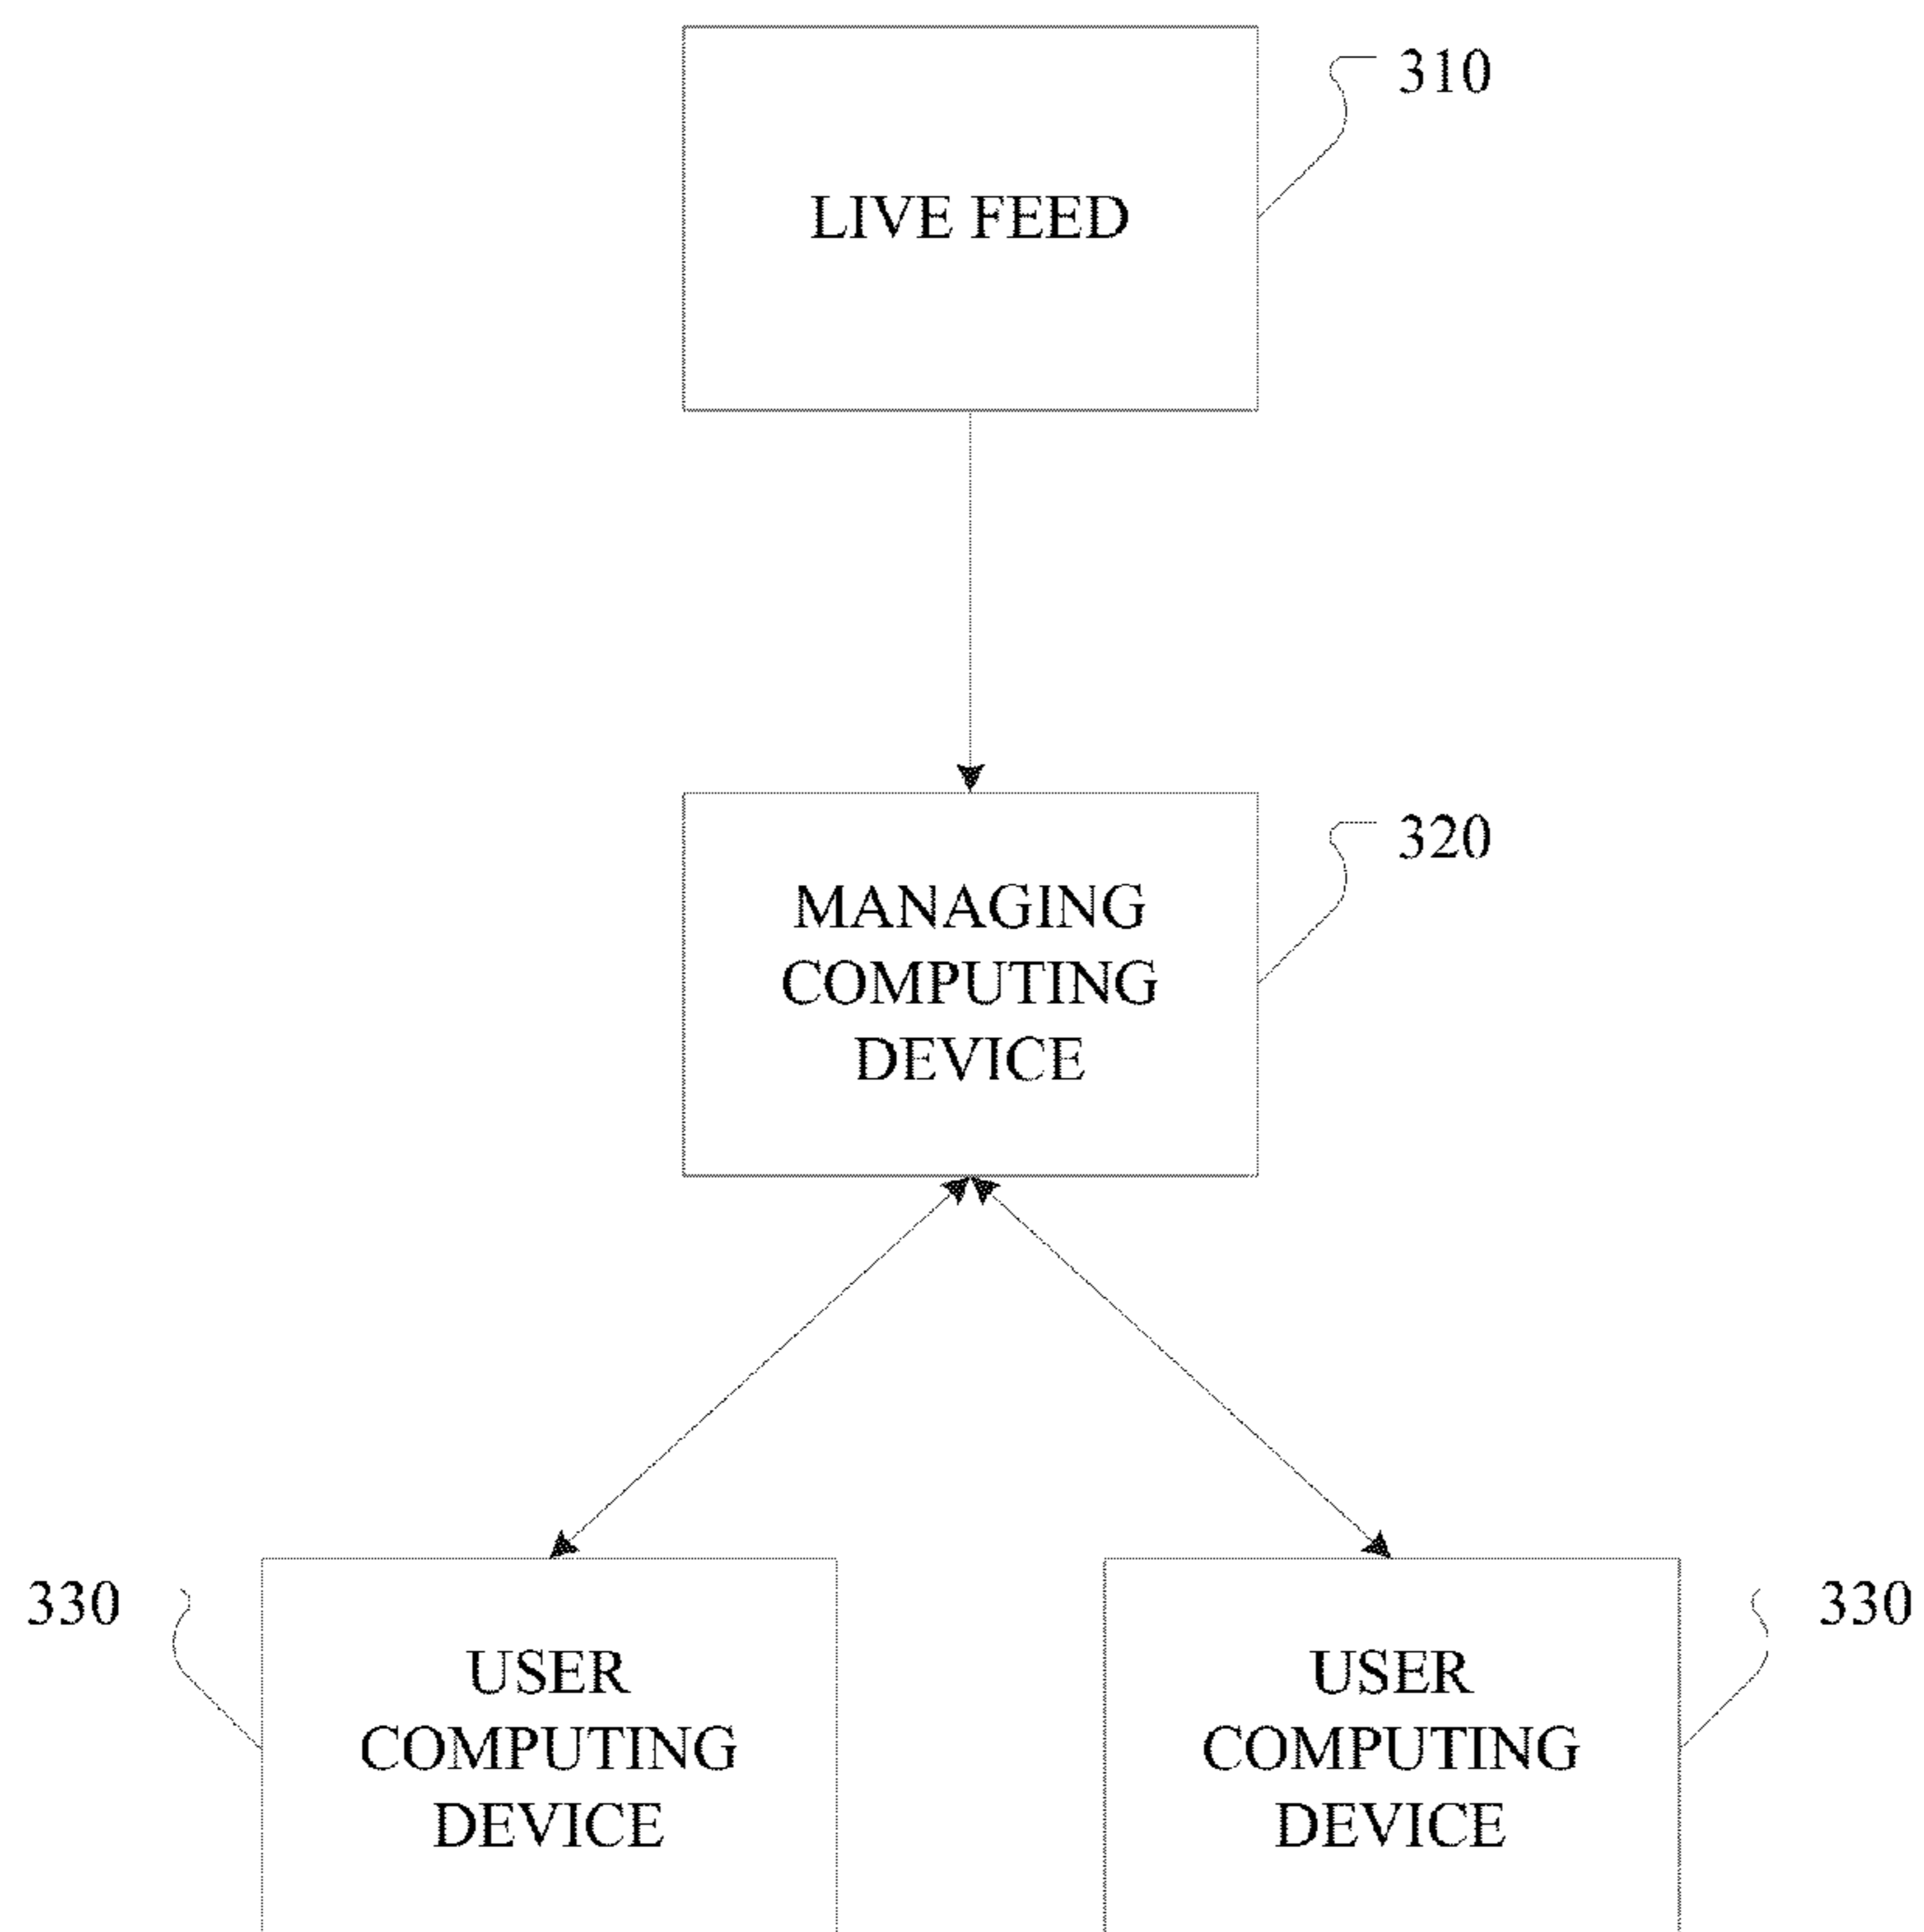 310
LIVE FEED
320
MANAGING
COMPUTING
DEVICE
330
USER
COMPUTING
DEVICE
330
USER
COMPUTING
DEVICE